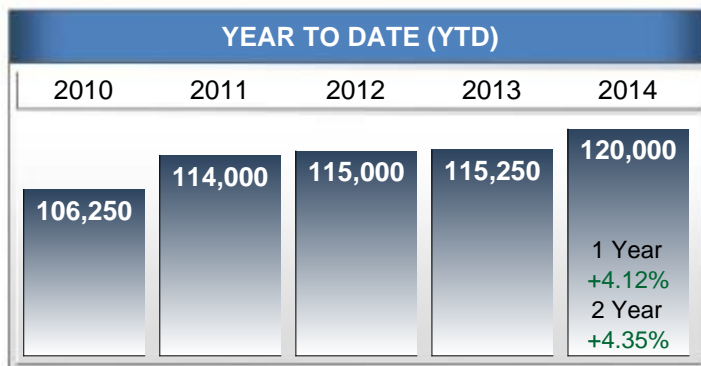 YEAR TO DATE (YTD)
2010 2011 2012 2013 2014
106,250 114,000 115,000 115,250 120,000
1 Year
+4.12%
2 Year
+4.35%